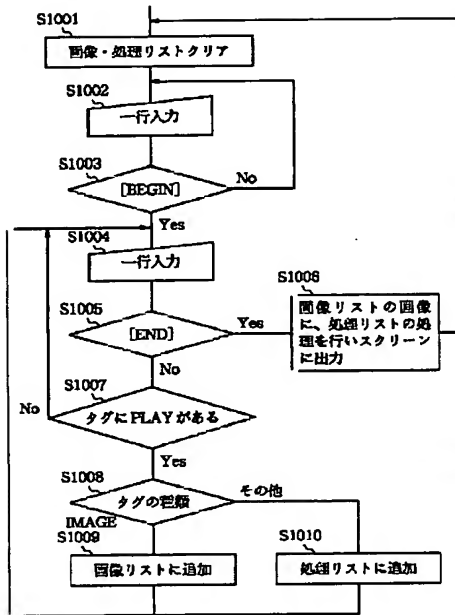 S1001
画像・処理リストクリア
S1002
一行入力
S1003
[BEGIN]
No
Yes
S1004
一行入力
S1005
[END]
Yes
S1006
画像リストの画像
に、処理リストの処
理を行いスクリーン
に出力
No
S1007
No
タグにPLAYがある
Yes
S1008
タグの種類
その他
IMAGE
S1009
画像リストに追加
S1010
処理リストに追加